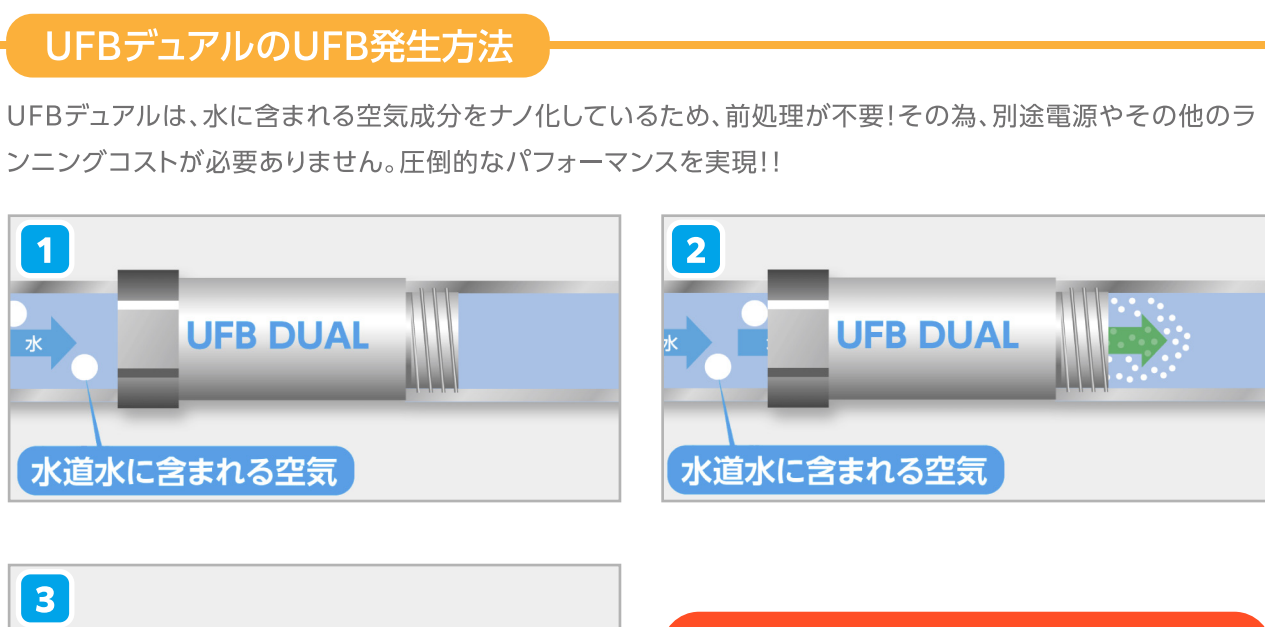 UFBデュアルのUFB発生方法
UFBデュアルは、水に含まれる空気成分をナノ化しているため、前処理が不要!その為、別途電源やその他のラ
ンニングコストが必要ありません。圧倒的なパフォーマンスを実現!!
1
水
UFB DUAL
水道水に含まれる空気
2
水
UFB DUAL
水道水に含まれる空気
3